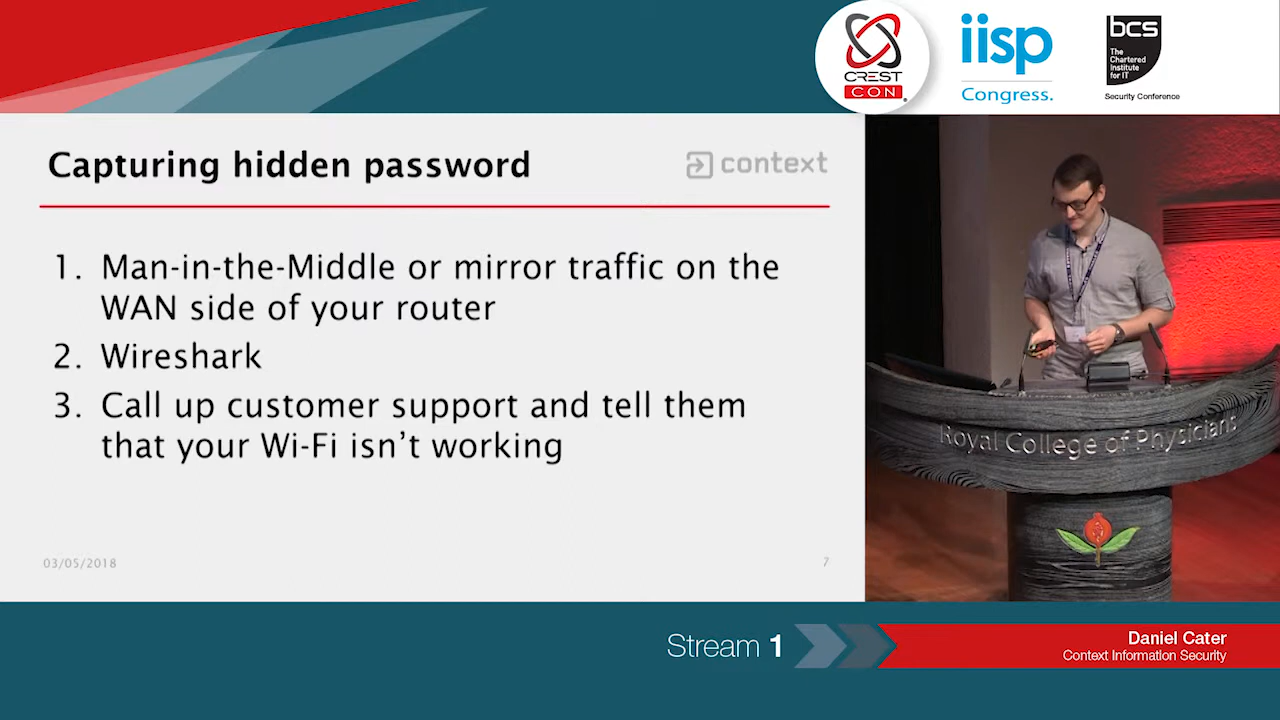 CREST
CON
iisp
Congress.
bcs
The
Chartered
Institute
for IT
Security Conference
Capturing hidden password
context
1. Man-in-the-Middle or mirror traffic on the
WAN side of your router
2. Wireshark
3. Call up customer support and tell them
that your Wi-Fi isn't working
03/05/2018
7
Royal College of Physicians
Stream 1
Daniel Cater
Context Information Security